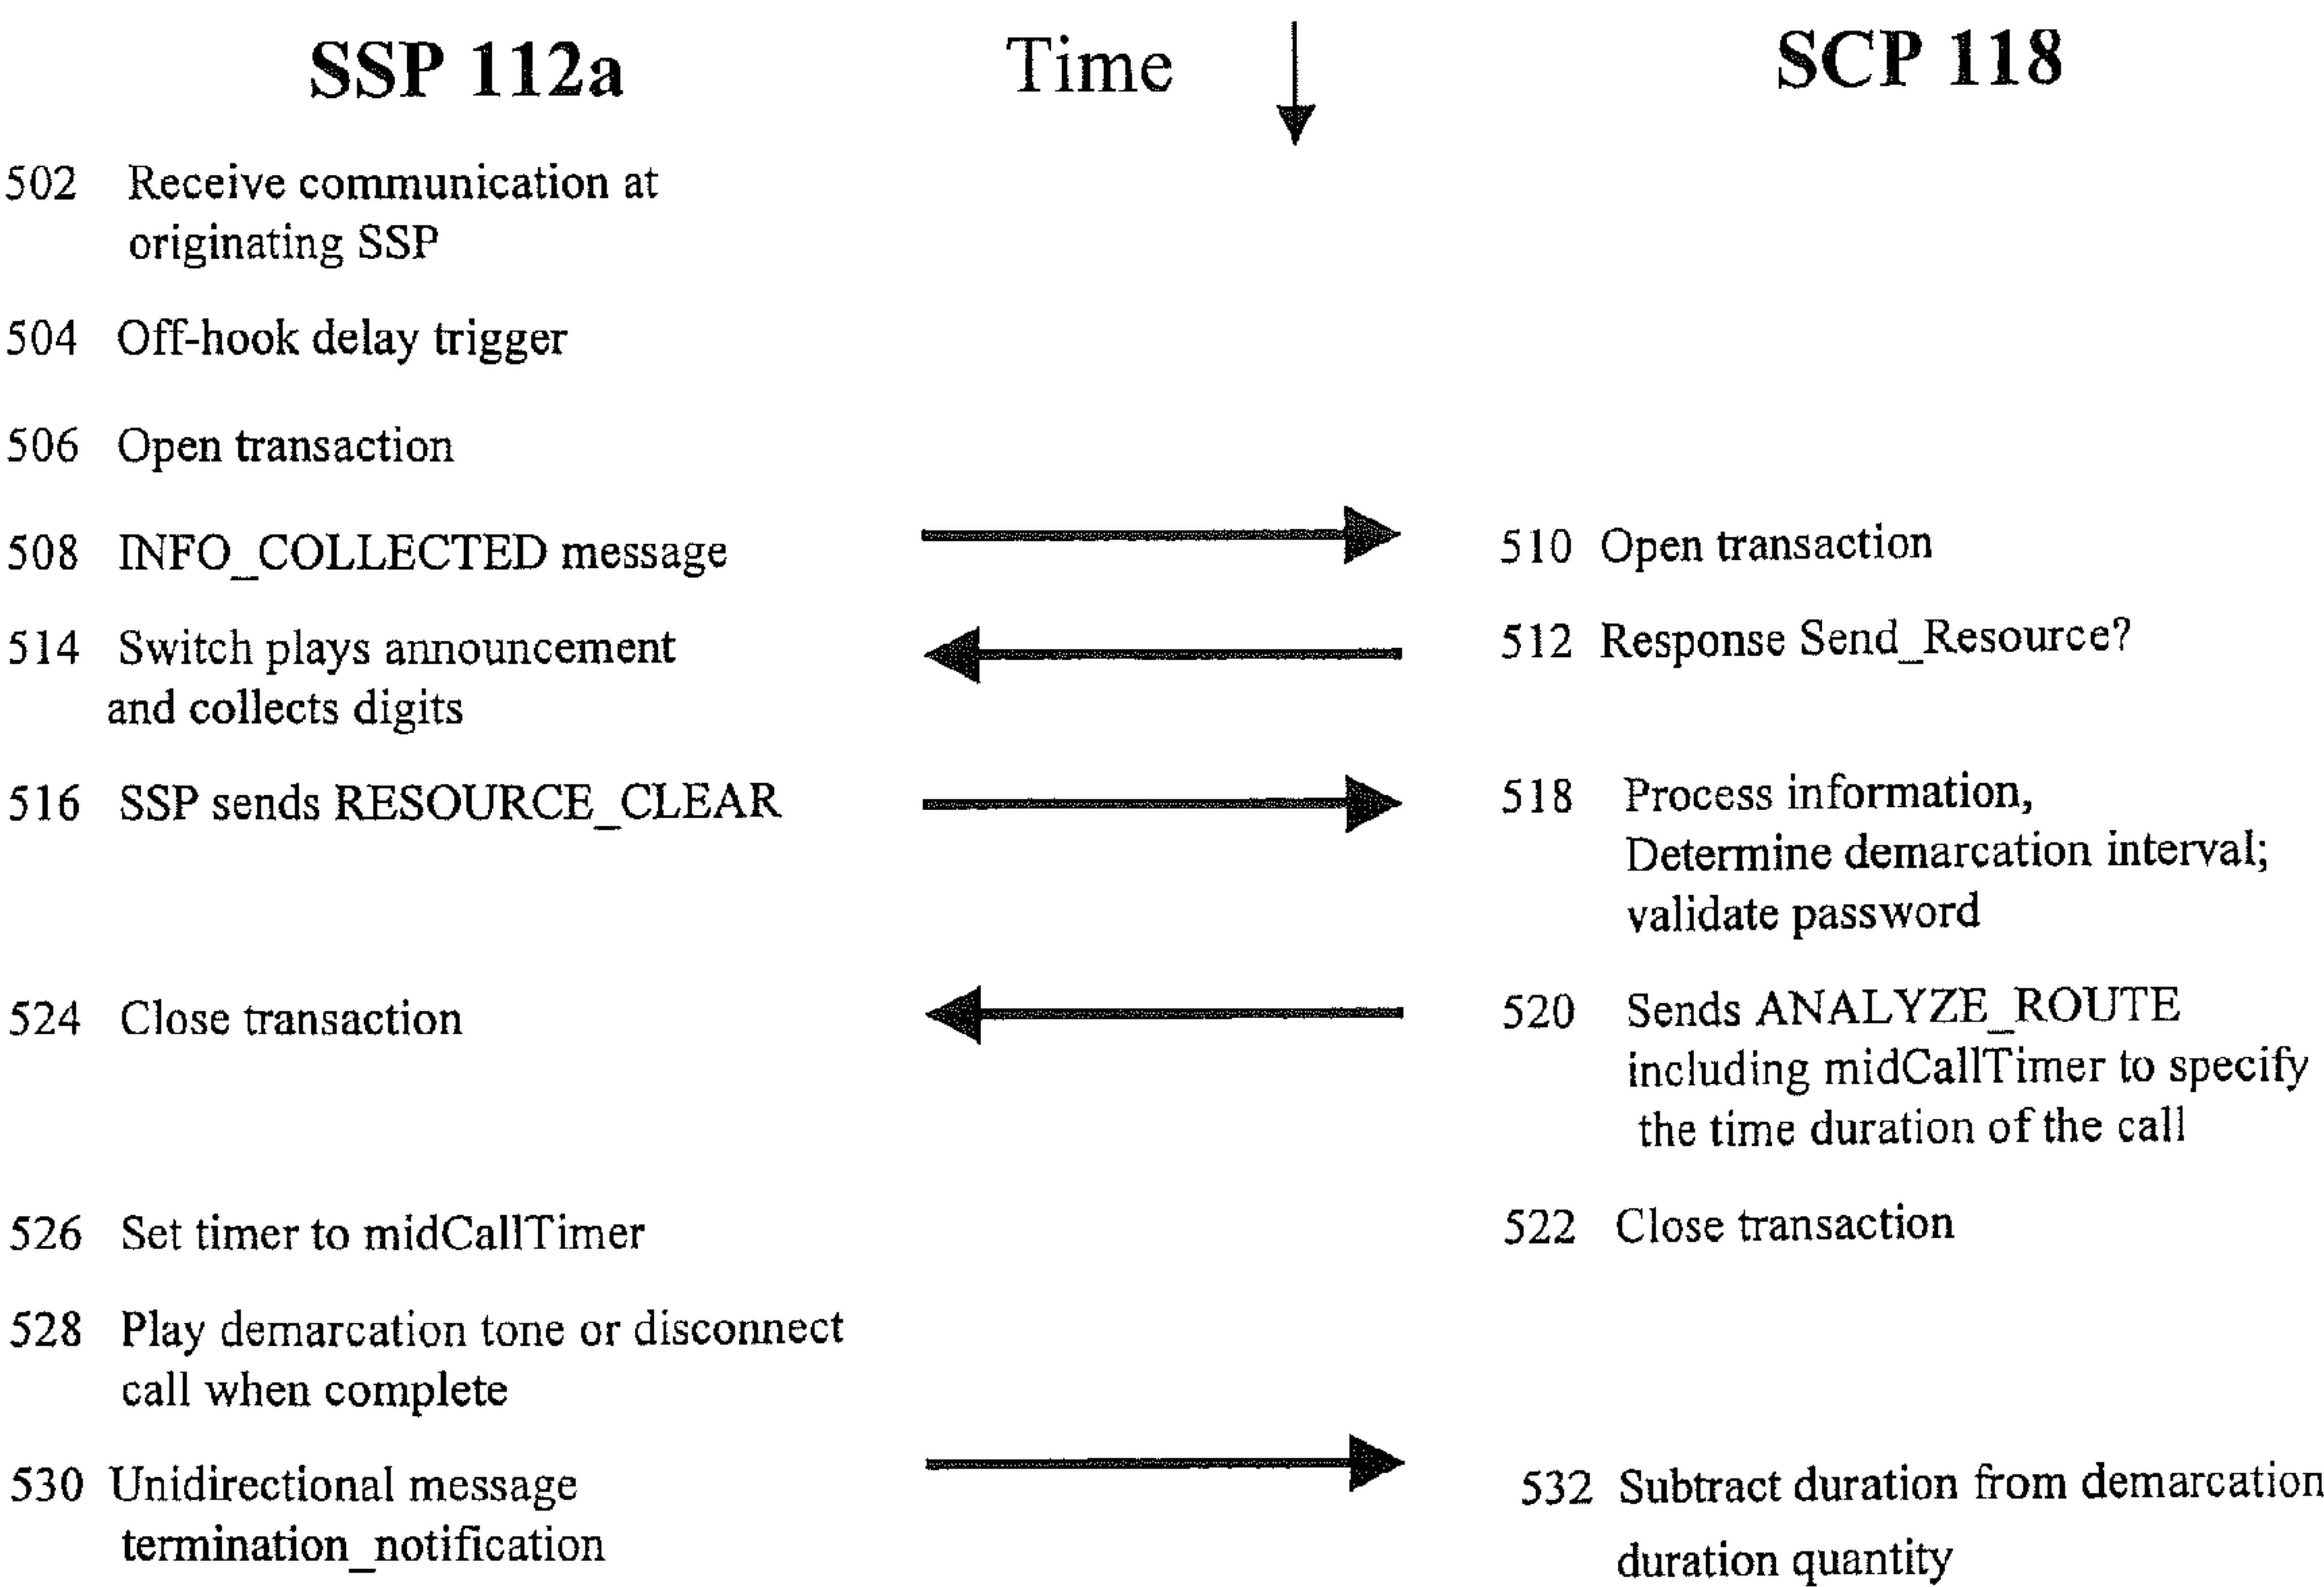 SSP 112a
Time
SCP 118
502 Receive communication at
originating SSP
504 Off-hook delay trigger
506 Open transaction
508 INFO_COLLECTED message
510 Open transaction
514 Switch plays announcement
and collects digits
512 Response Send_Resource?
516 SSP sends RESOURCE_CLEAR
518 Process information,
Determine demarcation interval;
validate password
524 Close transaction
520 Sends ANALYZE_ROUTE
including midCallTimer to specify
the time duration of the call
526 Set timer to midCallTimer
522 Close transaction
528 Play demarcation tone or disconnect
call when complete
530 Unidirectional message
termination_notification
532 Subtract duration from demarcation
duration quantity